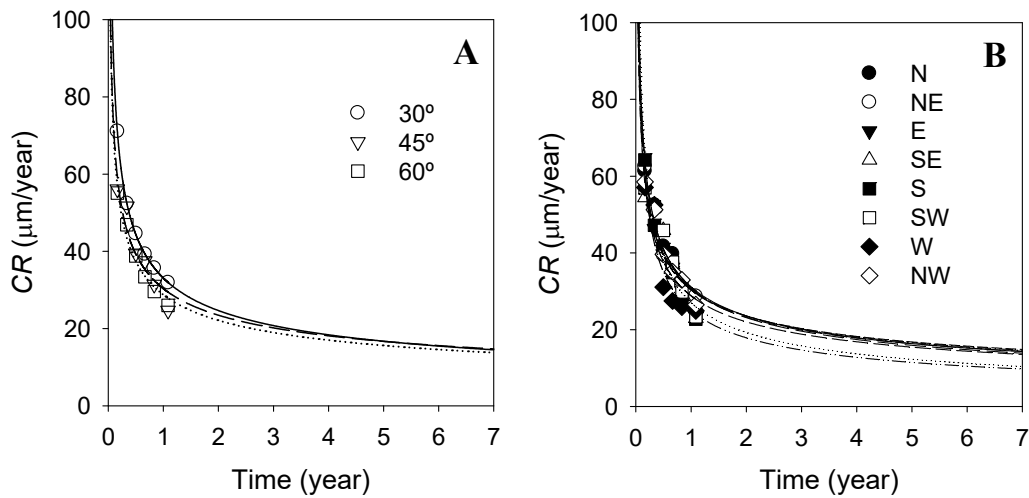 A
CR (μm/year)
100
80
60
40
20
0
30º
45º
60º
0 1 2 3 4 5 6 7
Time (year)
B
CR (μm/year)
100
80
60
40
20
0
N
NE
E
SE
S
SW
W
NW
0 1 2 3 4 5 6 7
Time (year)